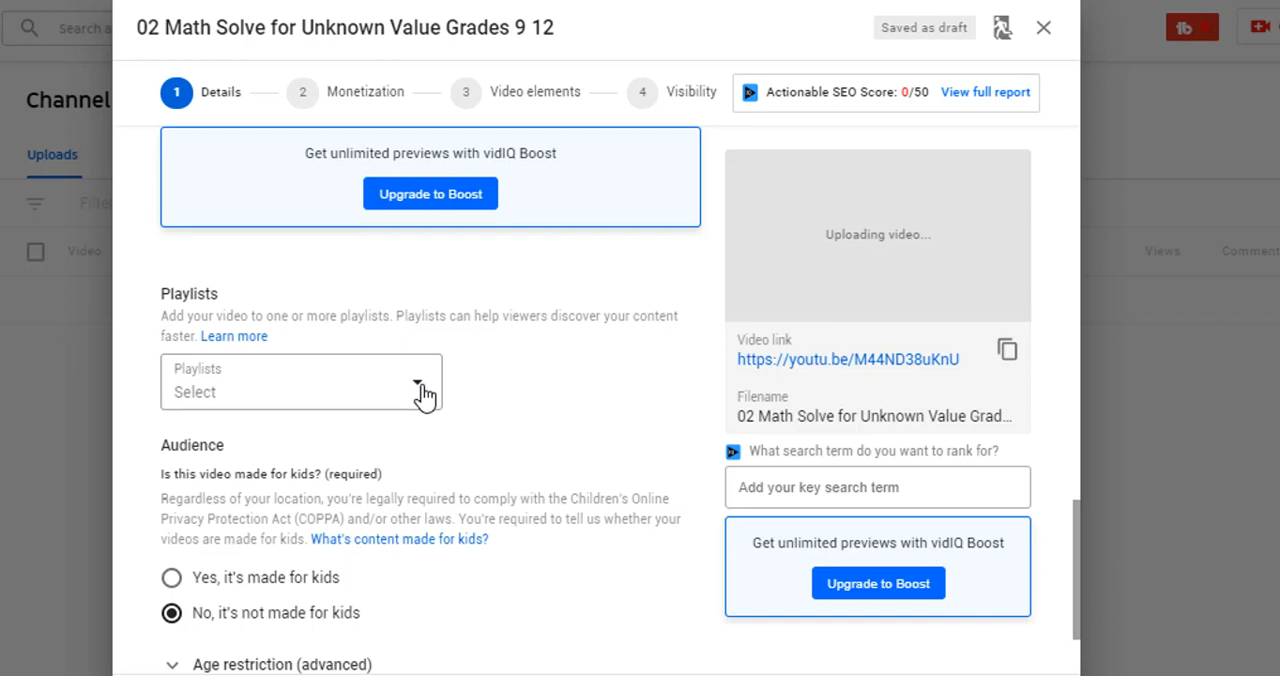 Search a
02 Math Solve for Unknown Value Grades 9 12
Saved as draft
tb
1 Details
2 Monetization
3 Video elements
4 Visibility
Actionable SEO Score: 0/50 View full report
Channel
Uploads
Filte
Video
Views
Comment
Get unlimited previews with vidIQ Boost
Upgrade to Boost
Playlists
Add your video to one or more playlists. Playlists can help viewers discover your content
faster. Learn more
Playlists
Select
Audience
Is this video made for kids? (required)
Regardless of your location, you're legally required to comply with the Children's Online
Privacy Protection Act (COPPA) and/or other laws. You're required to tell us whether your
videos are made for kids. What's content made for kids?
Yes, it's made for kids
No, it's not made for kids
Age restriction (advanced)
Uploading video...
Video link
https://youtu.be/M44ND38uKnU
Filename
02 Math Solve for Unknown Value Grad...
What search term do you want to rank for?
Add your key search term
Get unlimited previews with vidIQ Boost
Upgrade to Boost